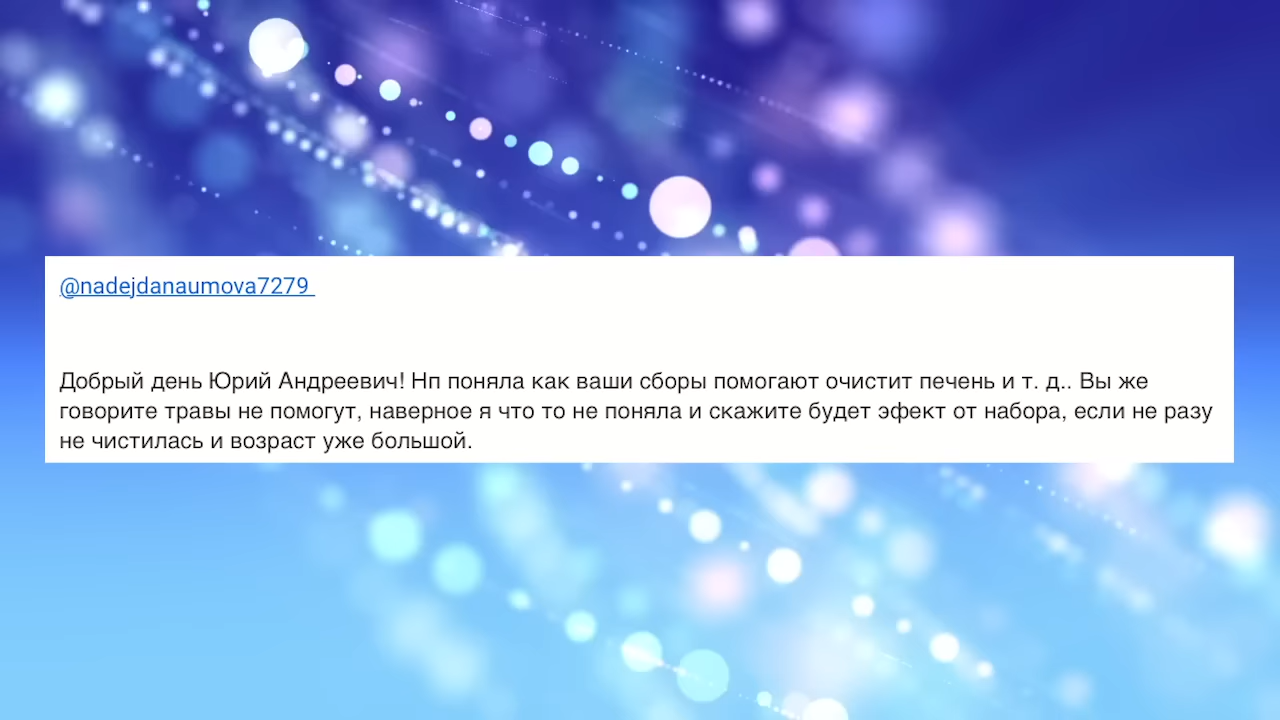 @nadejdanaumova7279
Добрый день Юрий Андреевич! Нп поняла как ваши сборы помогают очистит печень и т. д.. Вы же
говорите травы не помогут, наверное я что то не поняла и скажите будет эфект от набора, если не разу
не чистилась и возраст уже большой.